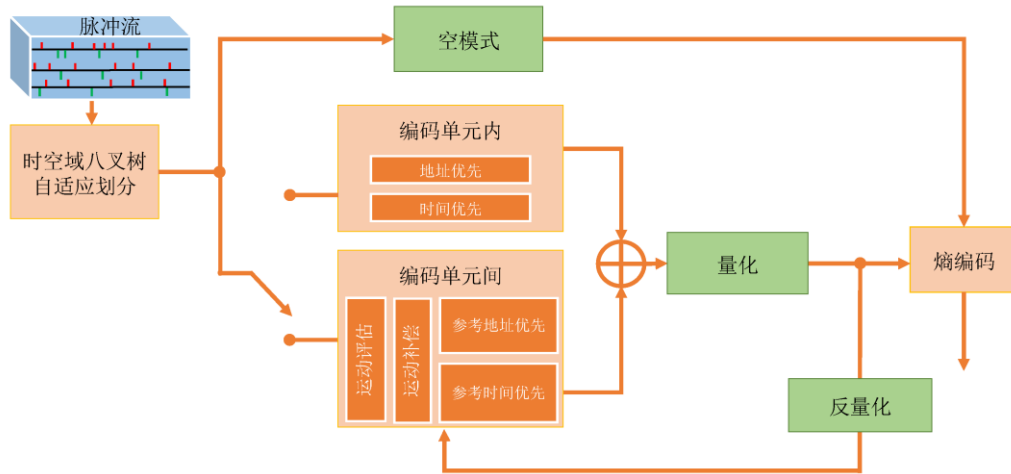 脉冲流
时空域八叉树
自适应划分
空模式
编码单元内
地址优先
时间优先
编码单元间
运动评估
运动补偿
参考地址优先
参考时间优先
量化
熵编码
反量化